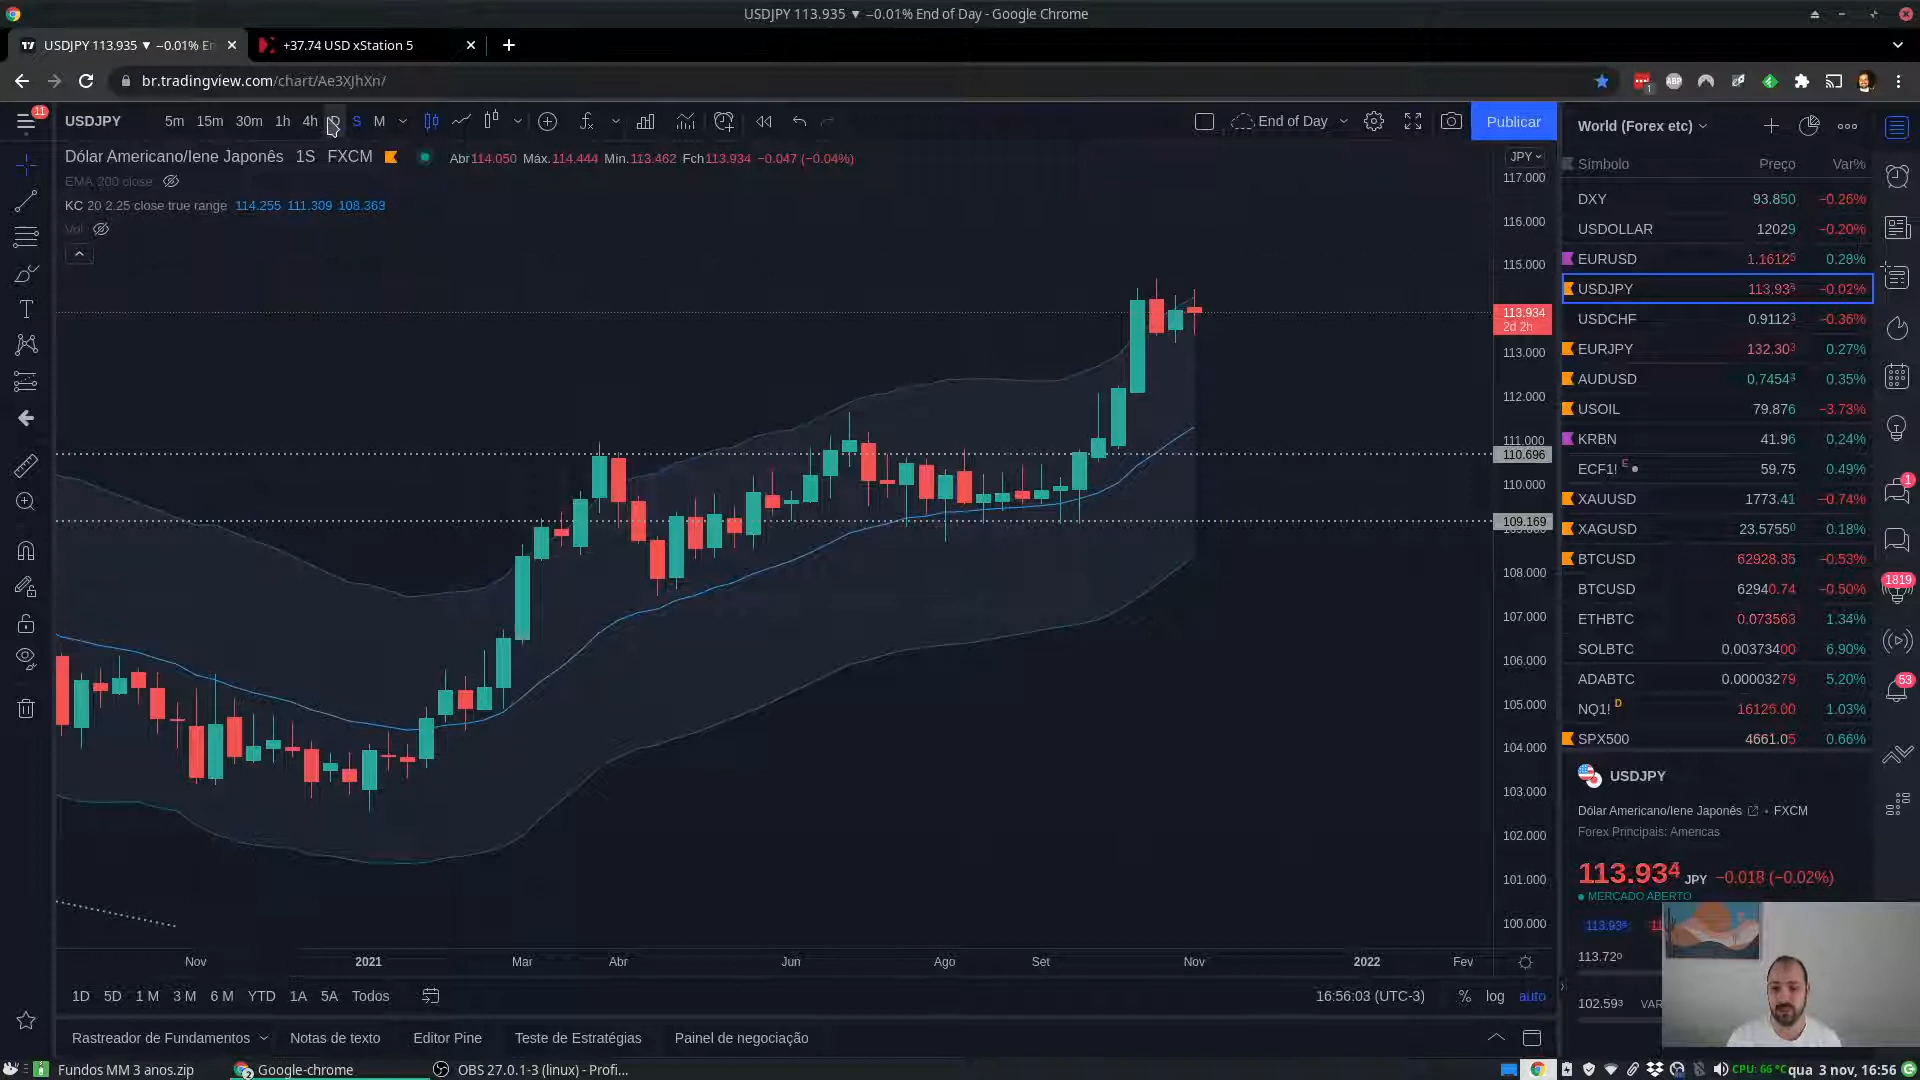 USDJPY 113.935 ▼ −0.01% End of Day - Google Chrome
USDJPY 113.935 ▼ −0.01% En
+37.74 USD xStation 5
br.tradingview.com/chart/Ae3XJhXn/
ABP
1
11
USDJPY 5m 15m 30m 1h 4h D S M
End of Day
Publicar
World (Forex etc)
Dólar Americano/Iene Japonês 1S FXCM
Abr114.050 Máx.114.444 Mín.113.462 Fch113.934 −0.047 (−0.04%)
EMA 200 close
KC 20 2.25 close true range 114.255 111.309 108.363
Vol
JPY
117.000
116.000
115.000
113.934
2d 2h
113.000
112.000
111.000
110.696
110.000
109.169
108.000
107.000
106.000
105.000
104.000
103.000
102.000
101.000
100.000
Nov 2021 Mar Abr Jun Ago Set Nov 2022 Fev
Símbolo Preço Var%
DXY 93.850 −0.26%
USDOLLAR 12029 −0.20%
EURUSD 1.16125 0.28%
USDJPY 113.935 −0.02%
USDCHF 0.91123 −0.36%
EURJPY 132.303 0.27%
AUDUSD 0.74543 0.35%
USOIL 79.876 −3.73%
KRBN 41.96 0.24%
ECF1! E 59.75 0.49%
XAUUSD 1773.41 −0.74%
XAGUSD 23.57550 0.18%
BTCUSD 62928.35 −0.53%
BTCUSD 62940.74 −0.50%
ETHBTC 0.073563 1.34%
SOLBTC 0.00373400 6.90%
ADABTC 0.00003279 5.20%
NQ1! D 16125.00 1.03%
SPX500 4661.05 0.66%
1
1819
53
USDJPY
Dólar Americano/Iene Japonês • FXCM
Forex Principais: Americas
113.934 JPY −0.018 (−0.02%)
MERCADO ABERTO
113.720
102.593
1D 5D 1 M 3 M 6 M YTD 1A 5A Todos
16:56:03 (UTC-3) % log auto
Rastreador de Fundamentos Notas de texto Editor Pine Teste de Estratégias Painel de negociação
Fundos MM 3 anos.zip
2 Google-chrome
OBS 27.0.1-3 (linux) - Profi...
CPU: 66 °C
qua 3 nov, 16:56